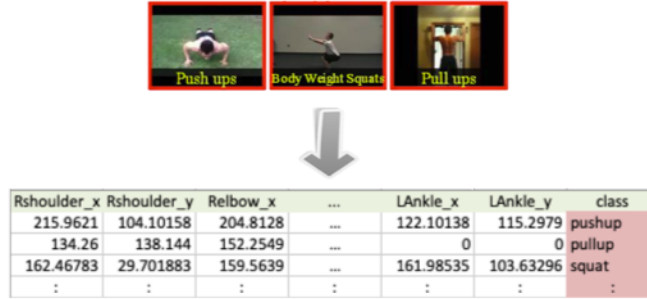 Push ups Body Weight Squats Pull ups
Rshoulder_x Rshoulder_y Relbow_x ... LAnkle_x LAnkle_y class
215.9621 104.10158 204.8128 ... 122.10138 115.2979 pushup
134.26 138.144 152.2549 ... 0 0 pullup
162.46783 29.701883 159.5639 ... 161.98535 103.63296 squat
: : : : : :